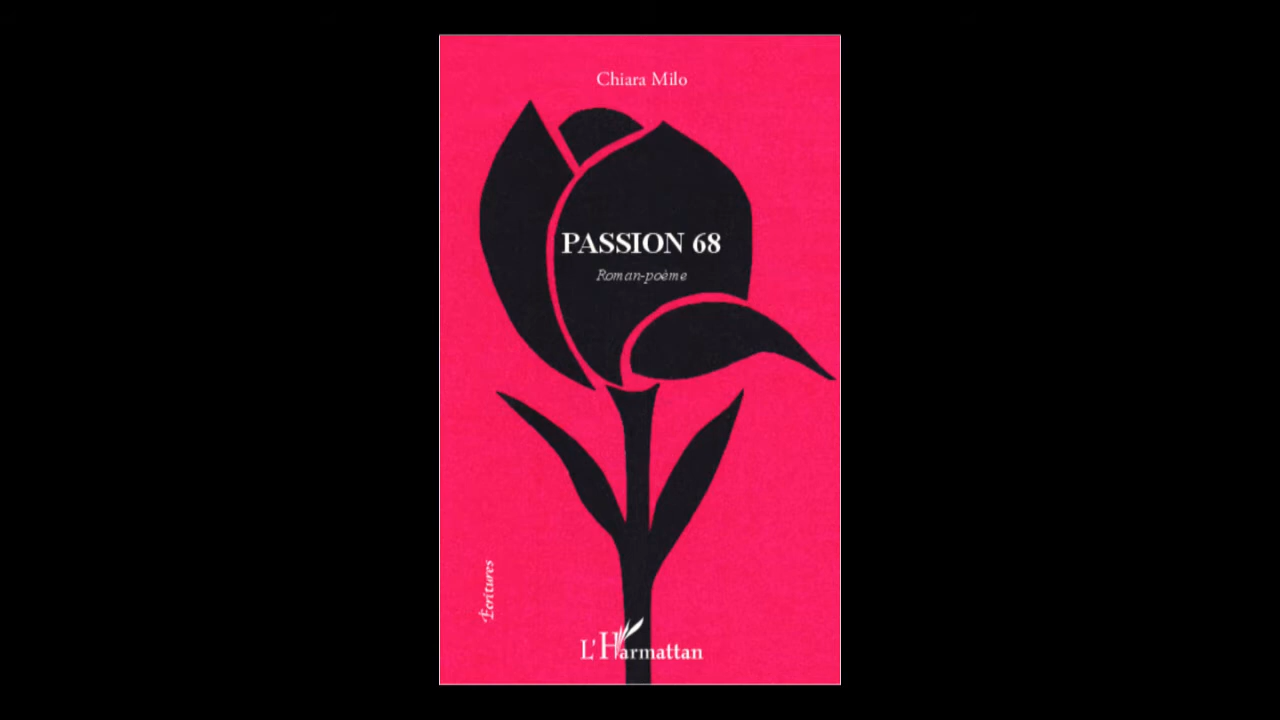 Chiara Milo
PASSION 68
Roman-poème
Écritures
L'Harmattan